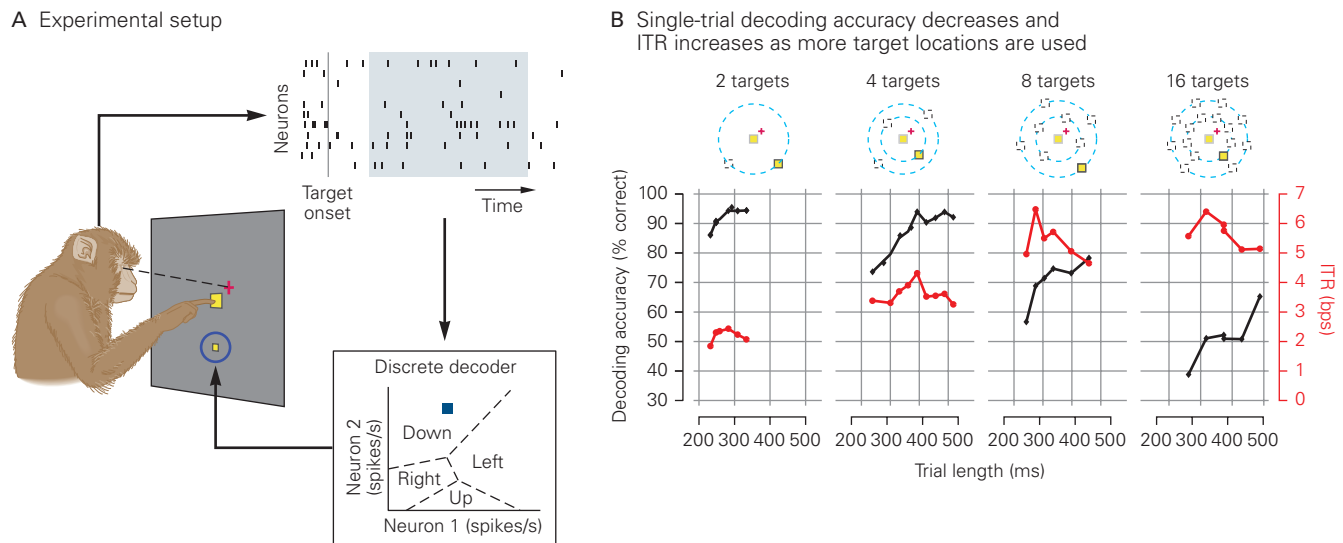 A Experimental setup
Neurons
Target
onset
Time
Discrete decoder
Neuron 2
(spikes/s)
Down
Left
Right
Up
Neuron 1 (spikes/s)
B Single-trial decoding accuracy decreases and
ITR increases as more target locations are used
2 targets
4 targets
8 targets
16 targets
Decoding accuracy (% correct)
100
90
80
70
60
50
40
30
7
6
5
4
3
2
1
0
ITR (bps)
200 300 400 500
200 300 400 500
200 300 400 500
200 300 400 500
Trial length (ms)